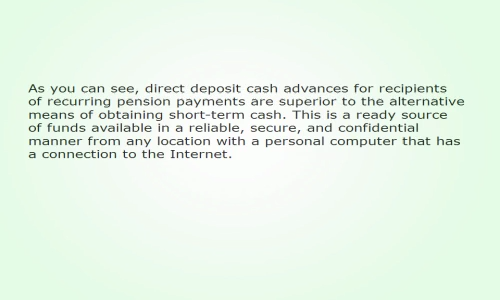 As you can see, direct deposit cash advances for recipients
of recurring pension payments are superior to the alternative
means of obtaining short-term cash. This is a ready source
of funds available in a reliable, secure, and confidential
manner from any location with a personal computer that has
a connection to the Internet.